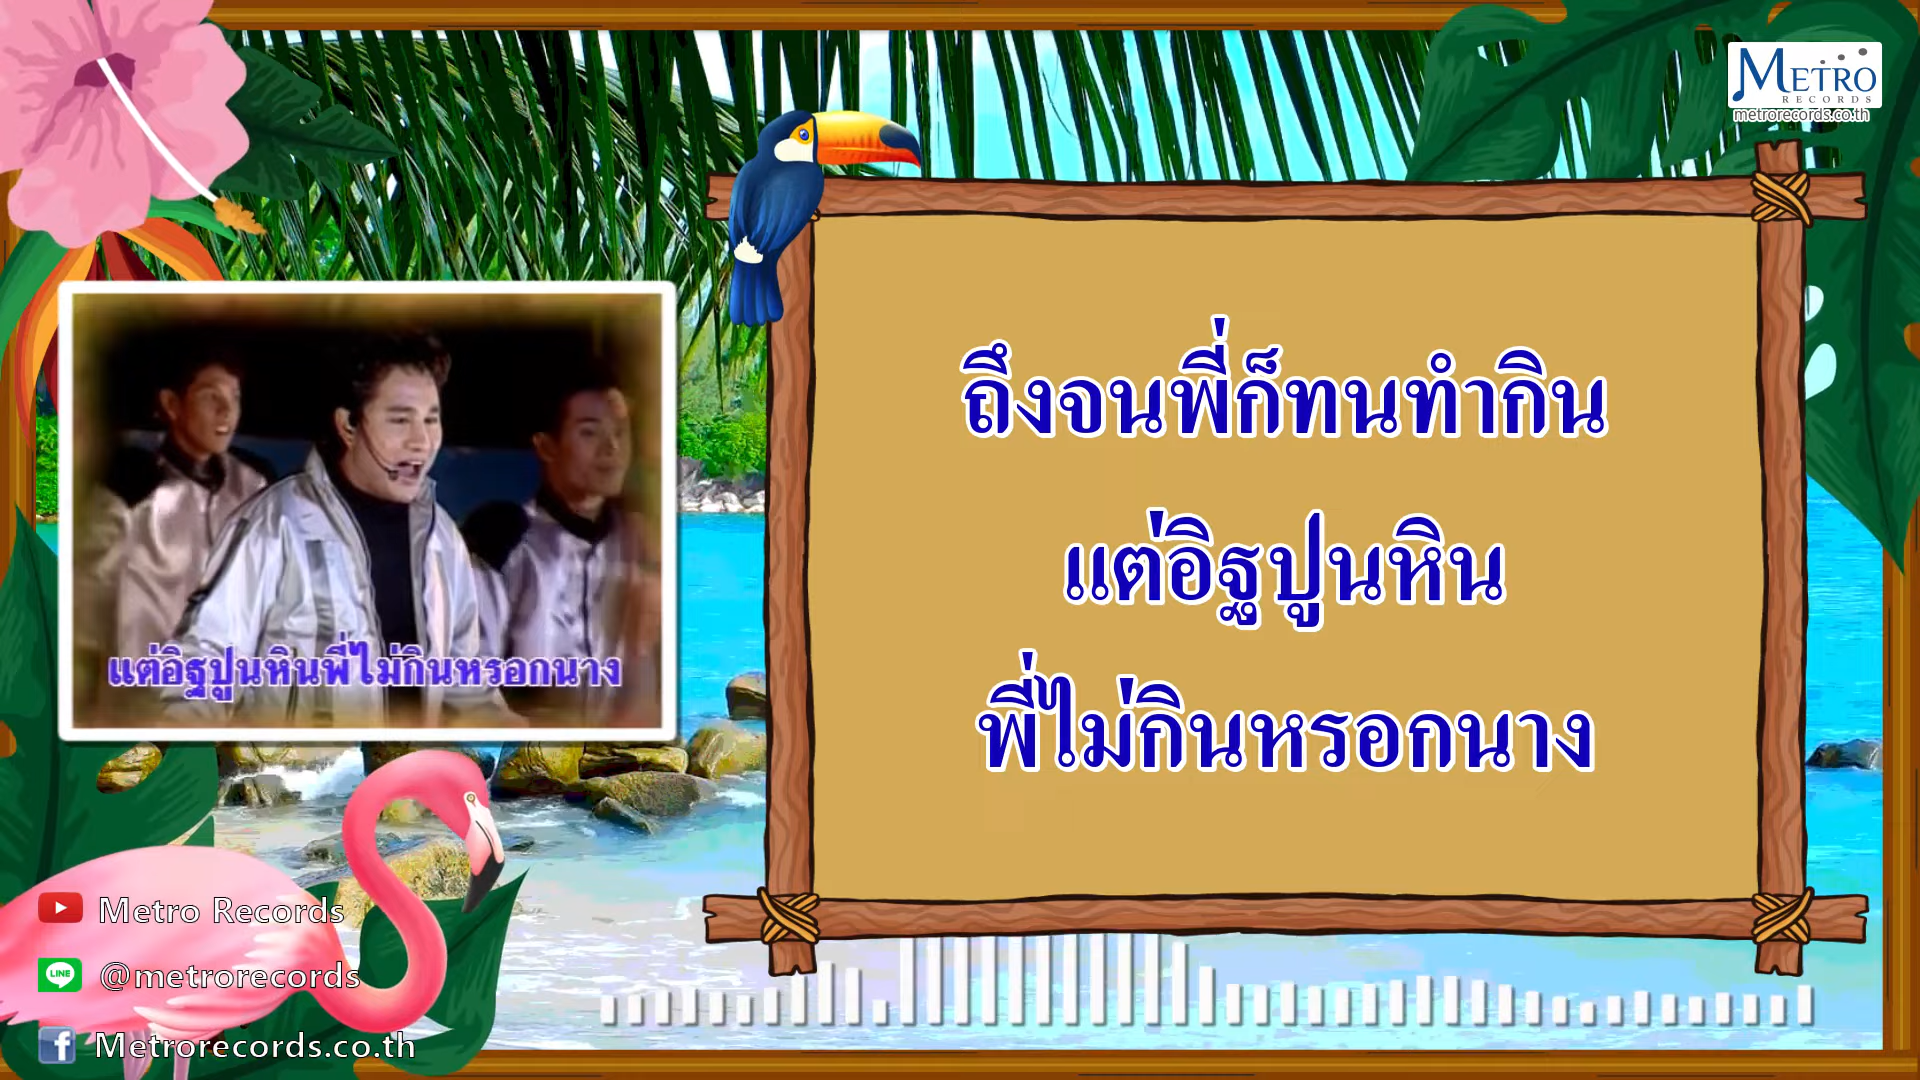 METRO
RECORDS
metrorecords.co.th
ถึงจนพี่ก็ทนทำกิน
แต่อิฐปูนหิน
พี่ไม่กินหรอกนาง
แต่อิฐปูนหินพี่ไม่กินหรอกนาง
Metro Records
LINE
@metrorecords
f
Metrorecords.co.th